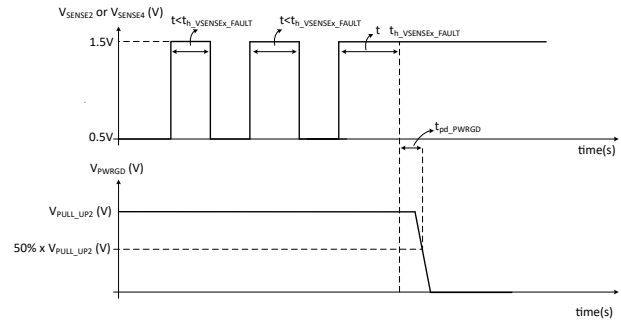 VSENSE2 or VSENSE4 (V)
t<th_VSENSEx_FAULT
t<th_VSENSEx_FAULT
t th_VSENSEx_FAULT
1.5V
0.5V
tpd_PWRGD
time(s)
VPWRGD (V)
VPULL_UP2 (V)
50% x VPULL_UP2 (V)
time(s)